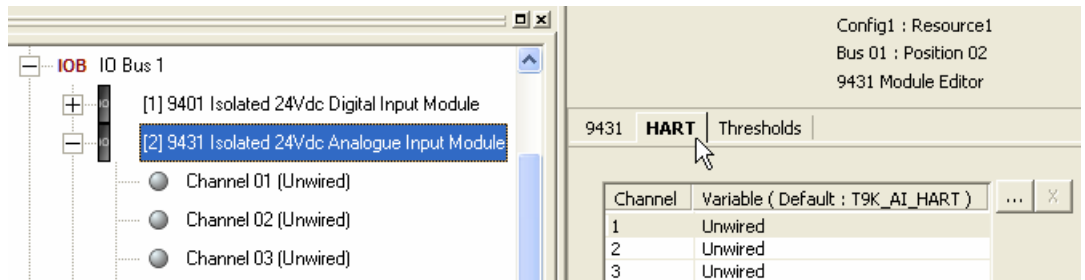 IOB IO Bus 1
[1] 9401 Isolated 24Vdc Digital Input Module
[2] 9431 Isolated 24Vdc Analogue Input Module
Channel 01 (Unwired)
Channel 02 (Unwired)
Channel 03 (Unwired)
Config1 : Resource1
Bus 01 : Position 02
9431 Module Editor
9431 HART Thresholds
Channel Variable ( Default : T9K_AI_HART ) ... X
1 Unwired
2 Unwired
3 Unwired